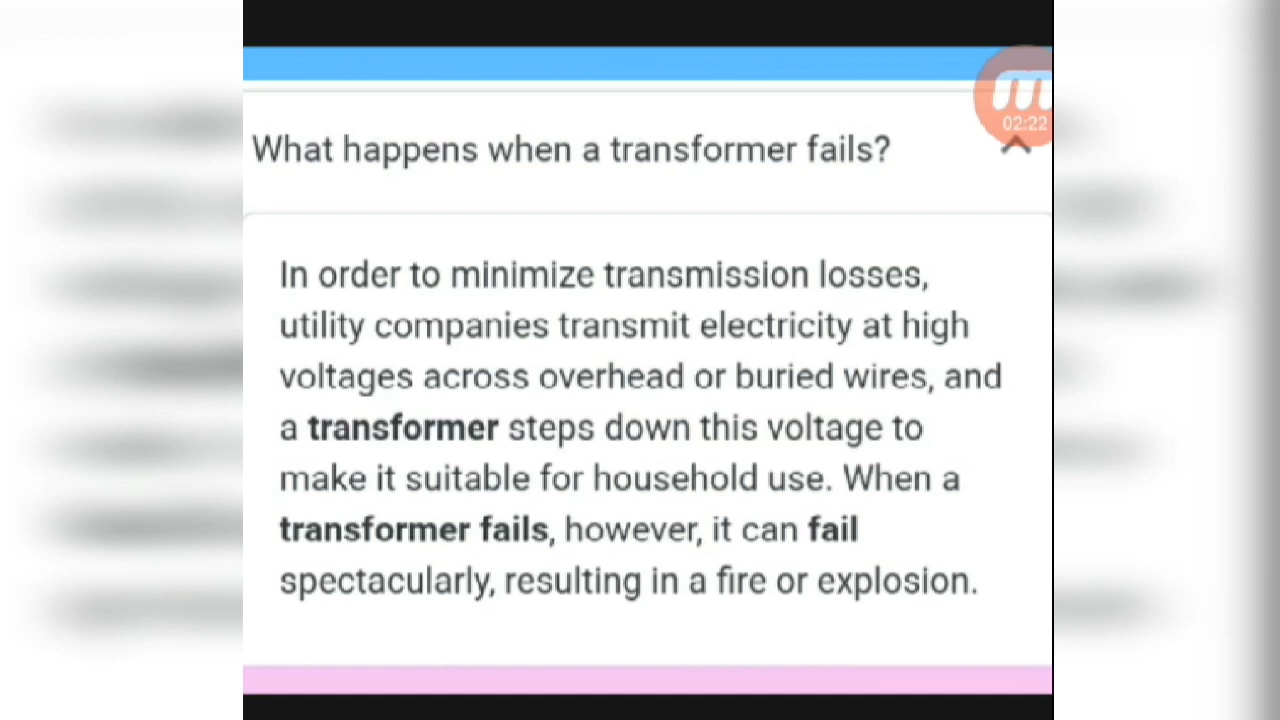 m
02:22
What happens when a transformer fails?
In order to minimize transmission losses,
utility companies transmit electricity at high
voltages across overhead or buried wires, and
a transformer steps down this voltage to
make it suitable for household use. When a
transformer fails, however, it can fail
spectacularly, resulting in a fire or explosion.